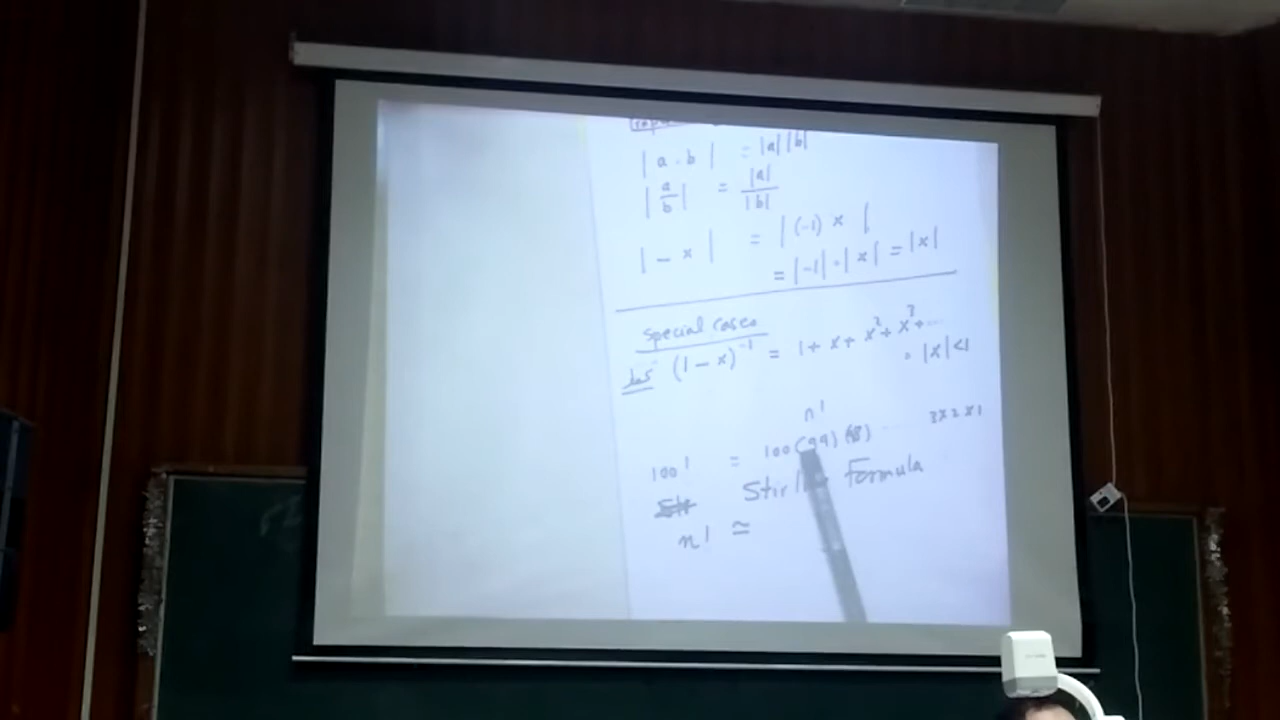 | a . b | = |a| |b|
| a/b | = |a|/|b|
| - x | = | (-1) x |
= |-1| . | x | = |x|
special cases
(1 - x)^-1 = 1 + x + x^2 + x^3 + ...
|x| < 1
n!
100! = 100 (99) (98) ... 3 x 2 x 1
Formula
n! ≅